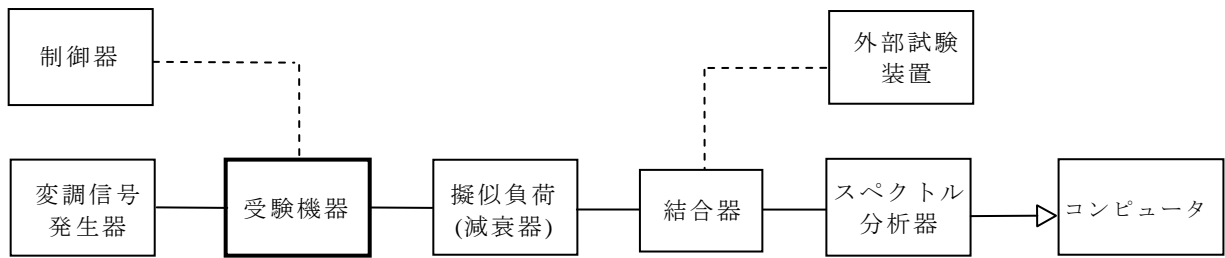 制御器
外部試験
装置
変調信号
発生器
受験機器
擬似負荷
(減衰器)
結合器
スペクトル
分析器
コンピュータ